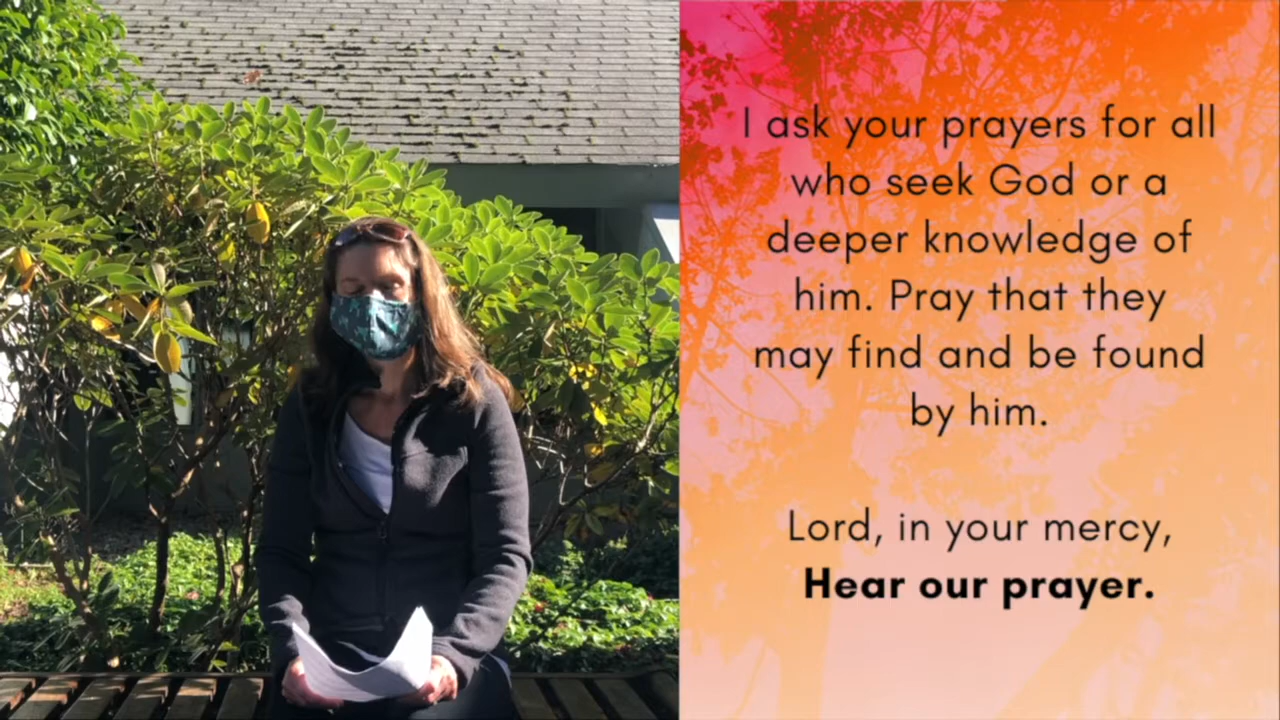 I ask your prayers for all
who seek God or a
deeper knowledge of
him. Pray that they
may find and be found
by him.
Lord, in your mercy,
Hear our prayer.